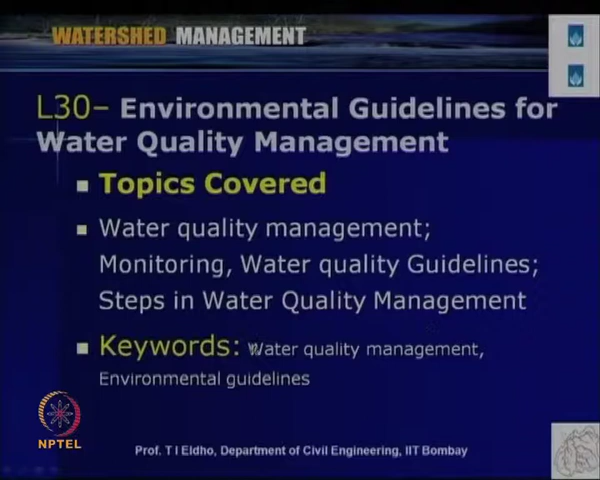 WATERSHED MANAGEMENT
L30– Environmental Guidelines for
Water Quality Management
Topics Covered
Water quality management;
Monitoring, Water quality Guidelines;
Steps in Water Quality Management
Keywords: Water quality management,
Environmental guidelines
NPTEL
Prof. T I Eldho, Department of Civil Engineering, IIT Bombay